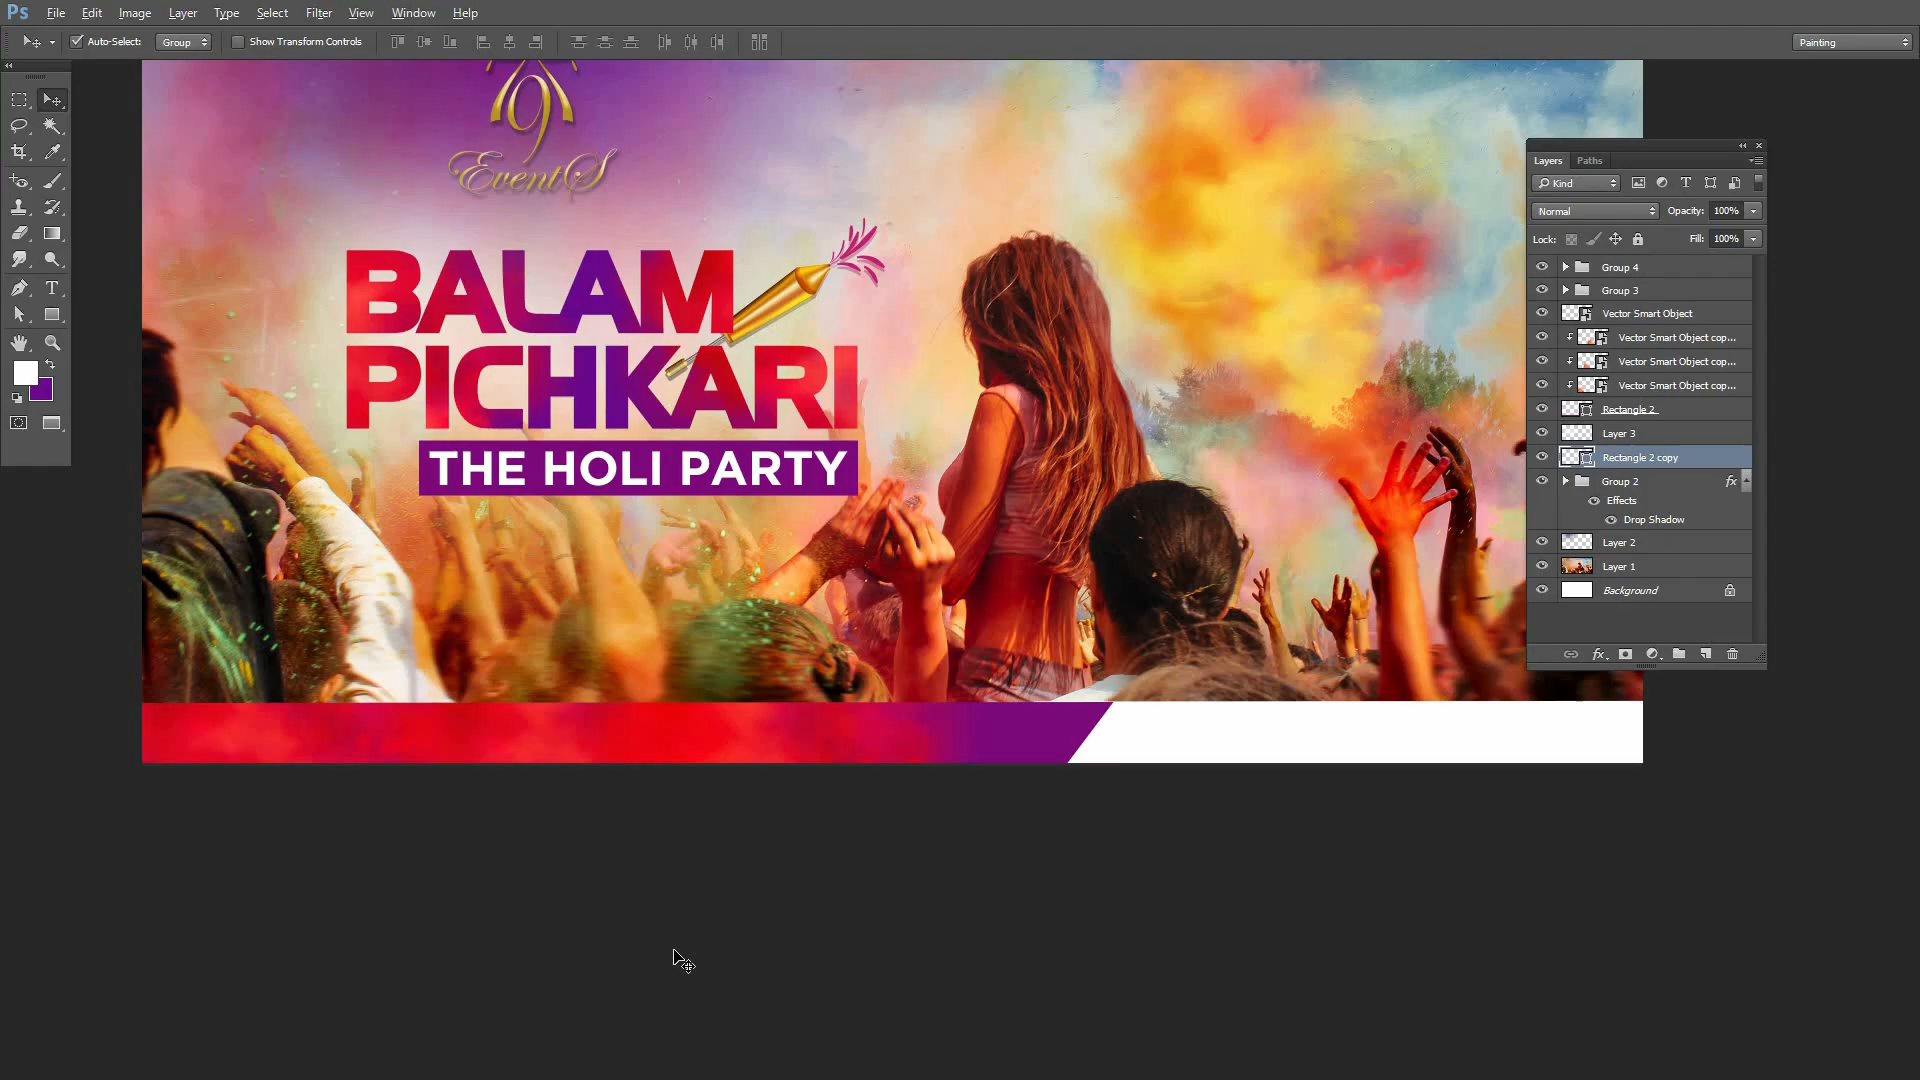 Ps File Edit Image Layer Type Select Filter View Window Help
Auto-Select: Group Show Transform Controls Painting
9
EventS
BALAM
PICHKARI
THE HOLI PARTY
Layers Paths
Kind
Normal Opacity: 100%
Lock: Fill: 100%
Group 4
Group 3
Vector Smart Object
Vector Smart Object cop...
Vector Smart Object cop...
Vector Smart Object cop...
Rectangle 2
Layer 3
Rectangle 2 copy
Group 2 fx
Effects
Drop Shadow
Layer 2
Layer 1
Background
fx